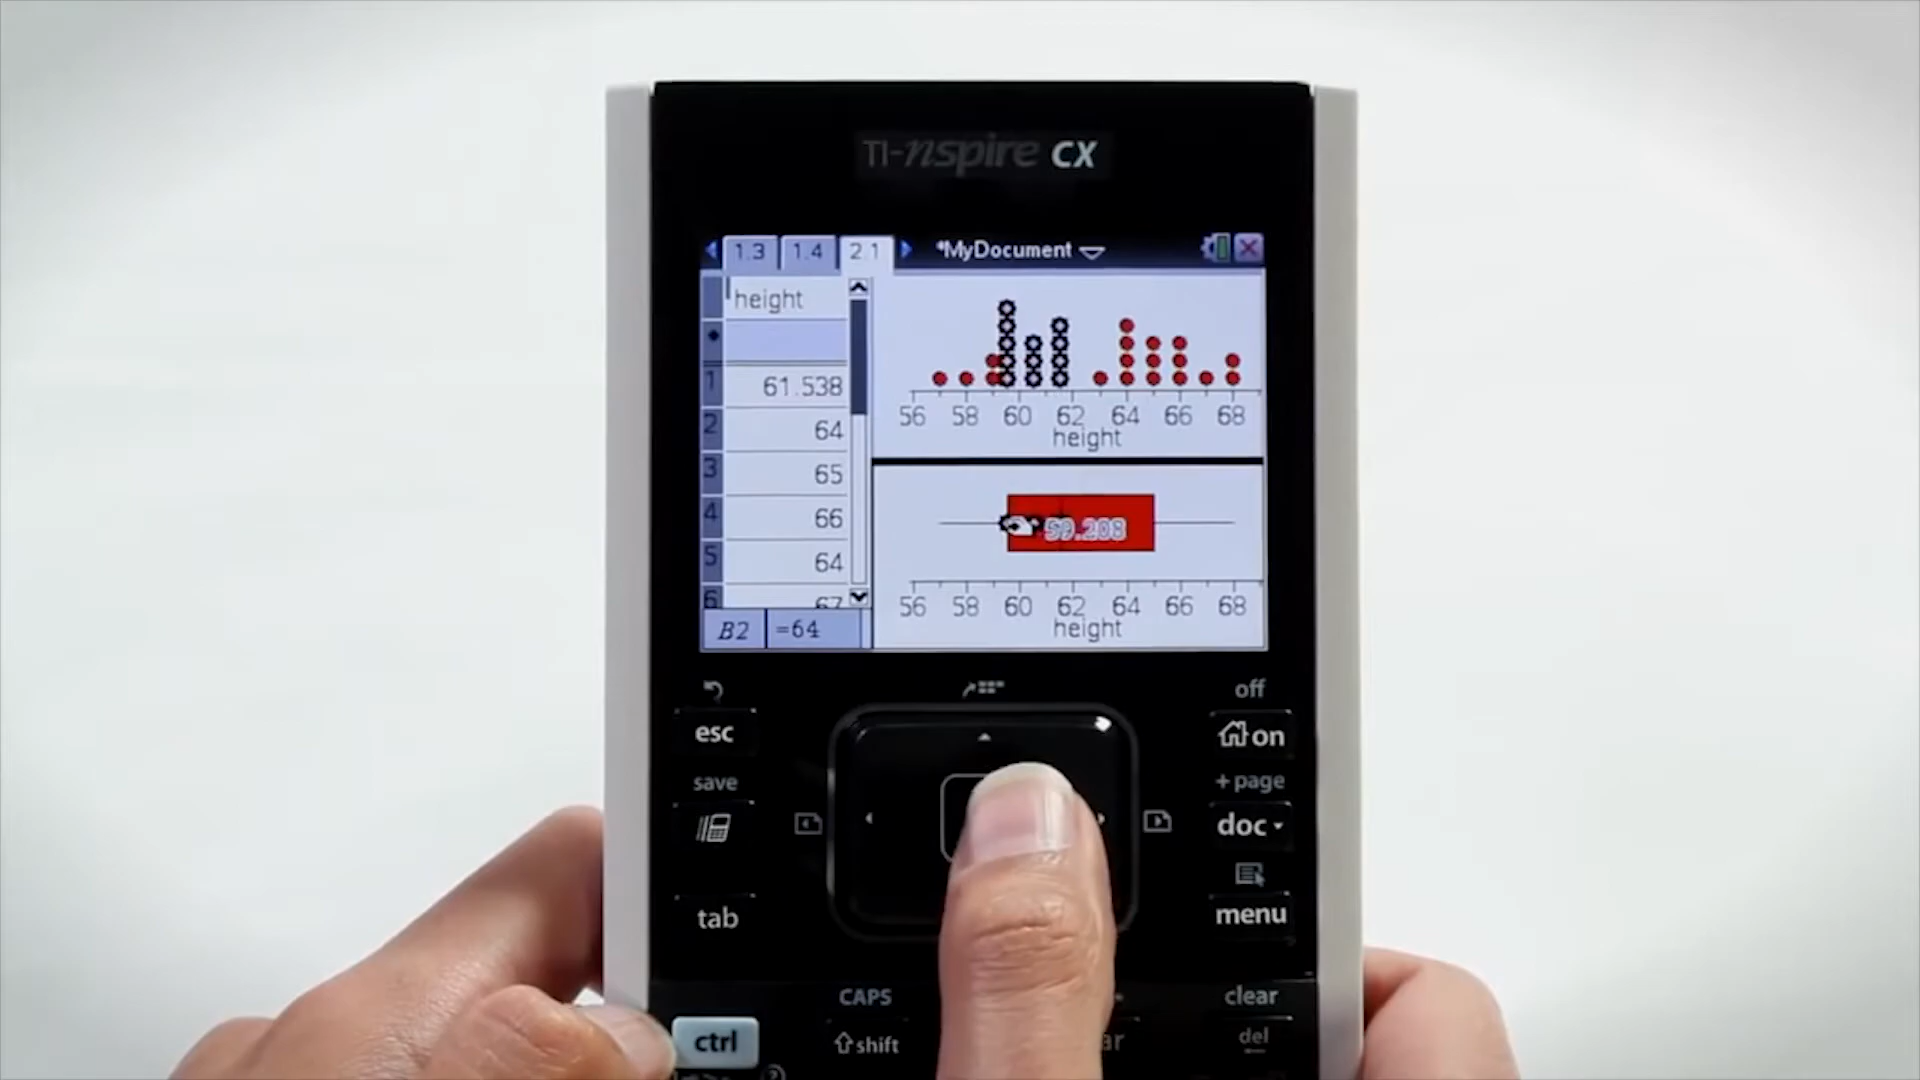 TI-nspire CX
1.3 1.4 2.1 *MyDocument
height
1 61.538
2 64
3 65
4 66
5 64
6 67
B2 =64
56 58 60 62 64 66 68
height
59.208
56 58 60 62 64 66 68
height
off
esc
on
save
+ page
doc
tab
menu
CAPS
clear
ctrl
shift
del